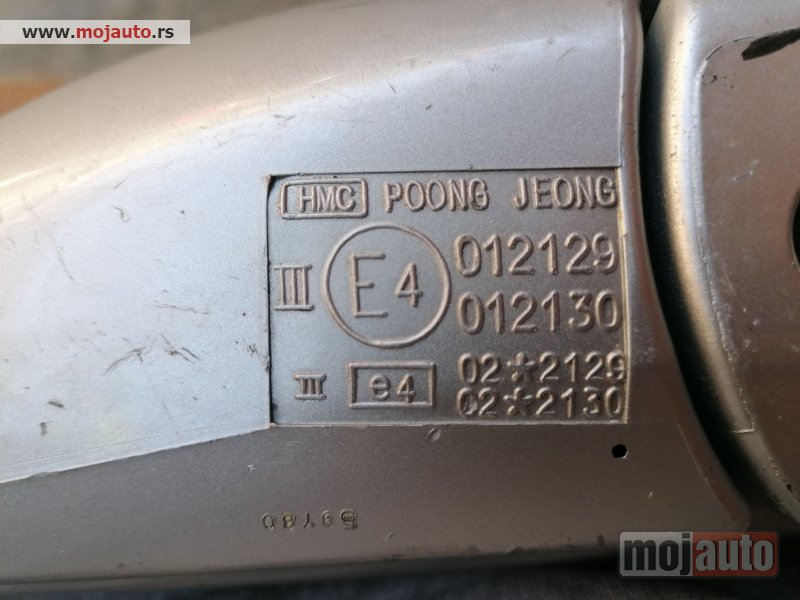 www.mojauto.rs
HMC POONG JEONG
III E4 012129
012130
III e4 02☆2129
02☆2130
mojauto